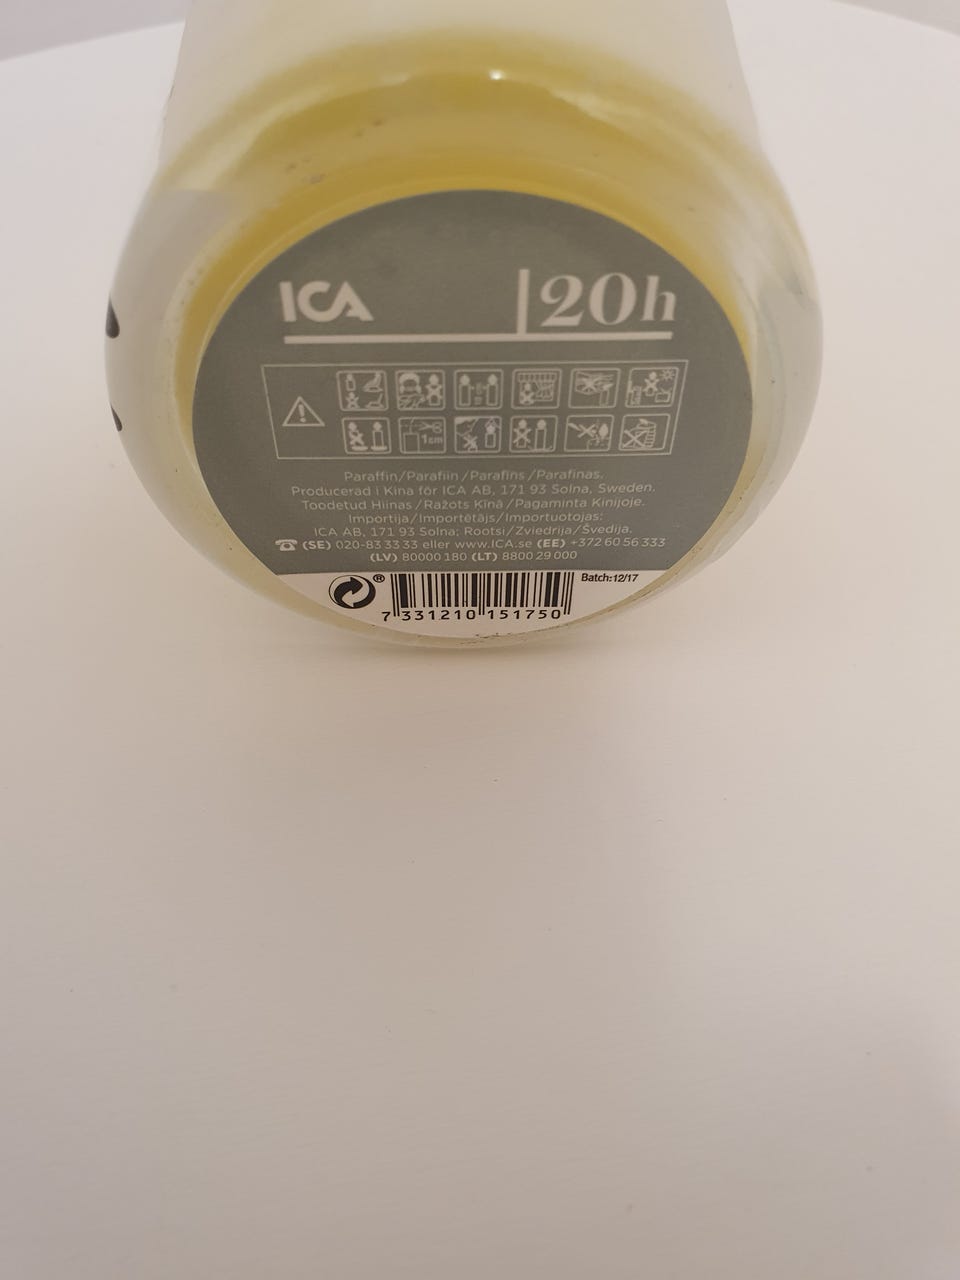 ICA 20h
1cm
Paraffin/Parafiin/Parafīns/Parafinas.
Producerad i Kina för ICA AB, 171 93 Solna, Sweden.
Toodetud Hiinas/Ražots Ķīnā/Pagaminta Kinijoje.
Importija/Importētājs/Importuotojas:
ICA AB, 171 93 Solna; Rootsi/Zviedrija/Švedija.
(SE) 020-83 33 33 eller www.ICA.se (EE) +372 60 56 333
(LV) 80000 180 (LT) 8800 29 000
® Batch:12/17
7 331210 151750